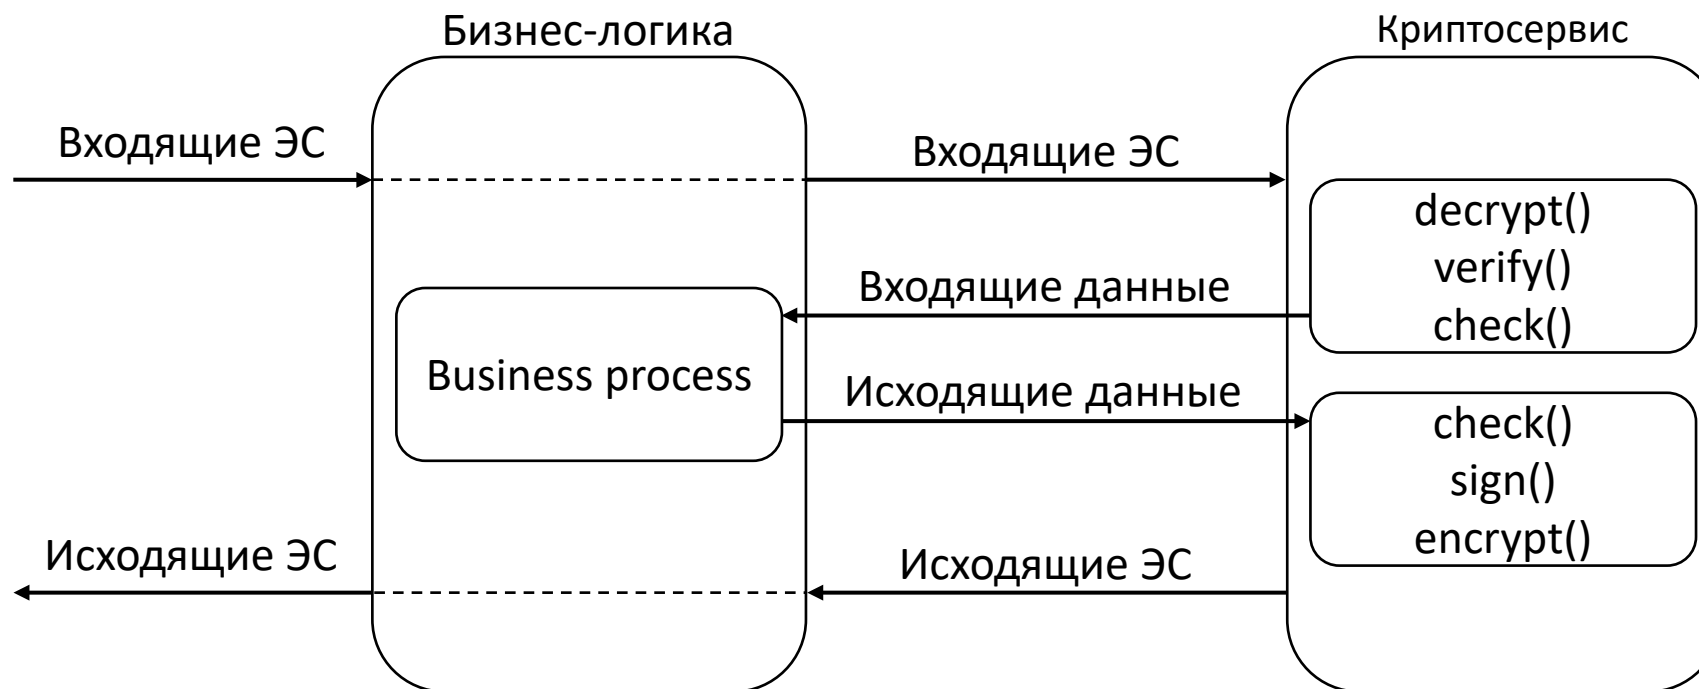 Бизнес-логика
Криптосервис
Входящие ЭС
Входящие ЭС
decrypt()
verify()
check()
Входящие данные
Business process
Исходящие данные
check()
sign()
encrypt()
Исходящие ЭС
Исходящие ЭС